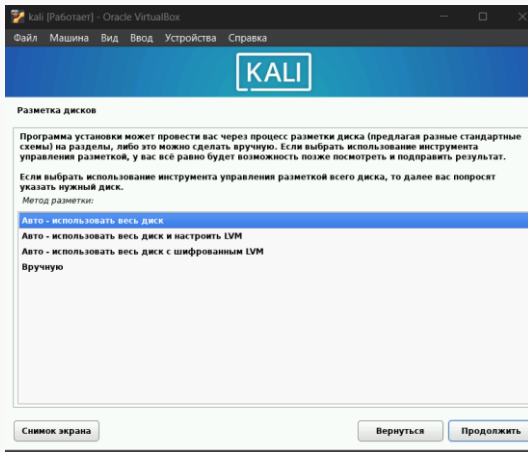 kali [Работает] - Oracle VirtualBox
Файл Машина Вид Ввод Устройства Справка
KALI
Разметка дисков
Программа установки может провести вас через процесс разметки диска (предлагая разные стандартные
схемы) на разделы, либо это можно сделать вручную. Если выбрать использование инструмента
управления разметкой, у вас всё равно будет возможность позже посмотреть и подправить результат.
Если выбрать использование инструмента управления разметкой всего диска, то далее вас попросят
указать нужный диск.
Метод разметки:
Авто - использовать весь диск
Авто - использовать весь диск и настроить LVM
Авто - использовать весь диск с шифрованным LVM
Вручную
Снимок экрана Вернуться Продолжить